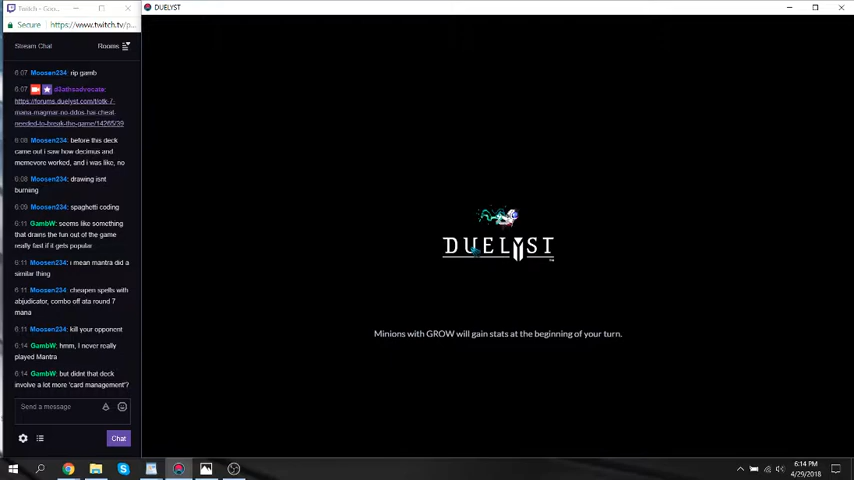 Twitch - Goo...
DUELYST
Secure
https://www.twitch.tv/p...
Stream Chat
Rooms
6:07 Moosen234: rip gamb
6:07 d3athsadvocate:
https://forums.duelyst.com/t/otk-7-
mana-magmar-no-ddos-hai-cheat-
needed-to-break-the-game/14265/39
6:08 Moosen234: before this deck
came out i saw how decimus and
memevore worked, and i was like, no
6:08 Moosen234: drawing isnt
burning
6:09 Moosen234: spaghetti coding
6:11 GambW: seems like something
that drains the fun out of the game
really fast if it gets popular
6:11 Moosen234: i mean mantra did a
similar thing
6:11 Moosen234: cheapen spells with
abjudicator, combo off ata round 7
mana
6:11 Moosen234: kill your opponent
6:14 GambW: hmm, I never really
played Mantra
6:14 GambW: but didnt that deck
involve a lot more 'card management'?
Send a message
Chat
DUELYST
Minions with GROW will gain stats at the beginning of your turn.
6:14 PM
4/29/2018